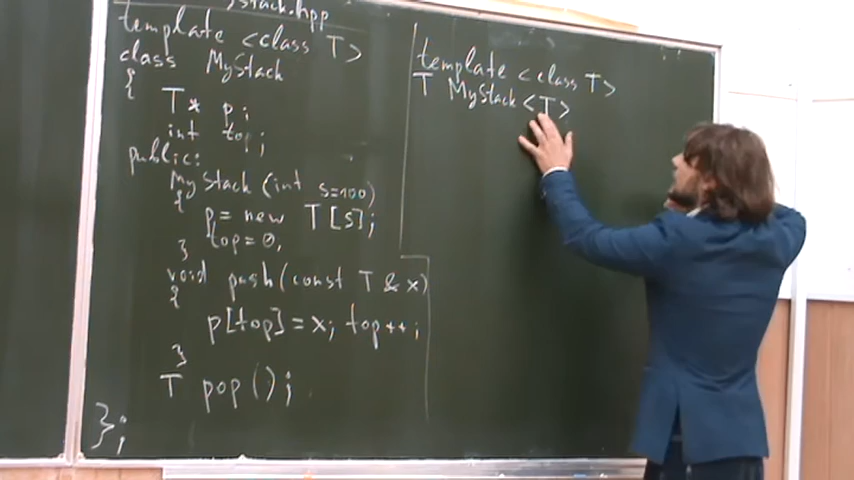 stack.hpp
template <class T>
class MyStack
{
T* p;
int top;
public:
MyStack(int s=100)
{
p= new T[s];
top=0;
}
void push(const T & x)
{
p[top]=x; top++;
}
T pop();
};
template <class T>
T MyStack<T>